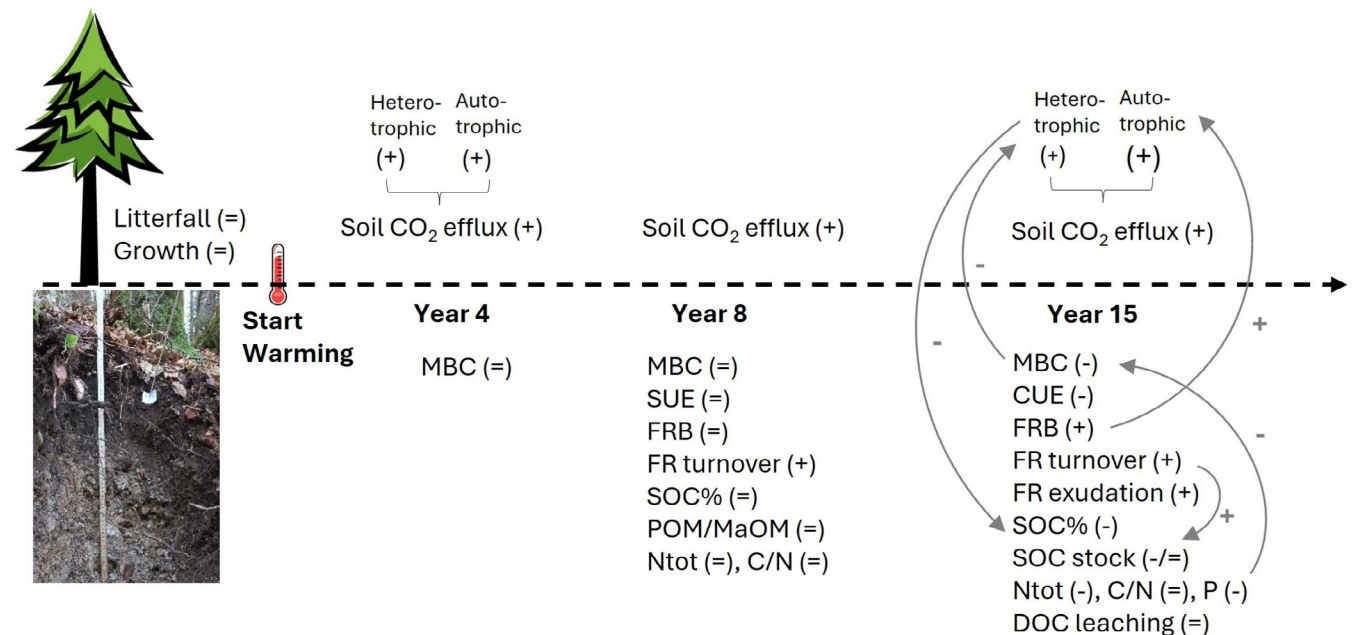 Litterfall (=)
Growth (=)
Start
Warming
Hetero-
trophic
(+)
Auto-
trophic
(+)
Soil CO₂ efflux (+)
Year 4
MBC (=)
Soil CO₂ efflux (+)
Year 8
MBC (=)
SUE (=)
FRB (=)
FR turnover (+)
SOC% (=)
POM/MaOM (=)
Ntot (=), C/N (=)
Hetero-
trophic
(+)
Auto-
trophic
(+)
Soil CO₂ efflux (+)
Year 15
MBC (-)
CUE (-)
FRB (+)
FR turnover (+)
FR exudation (+)
SOC% (-)
SOC stock (-/=)
Ntot (-), C/N (=), P (-)
DOC leaching (=)
-
-
+
-
+